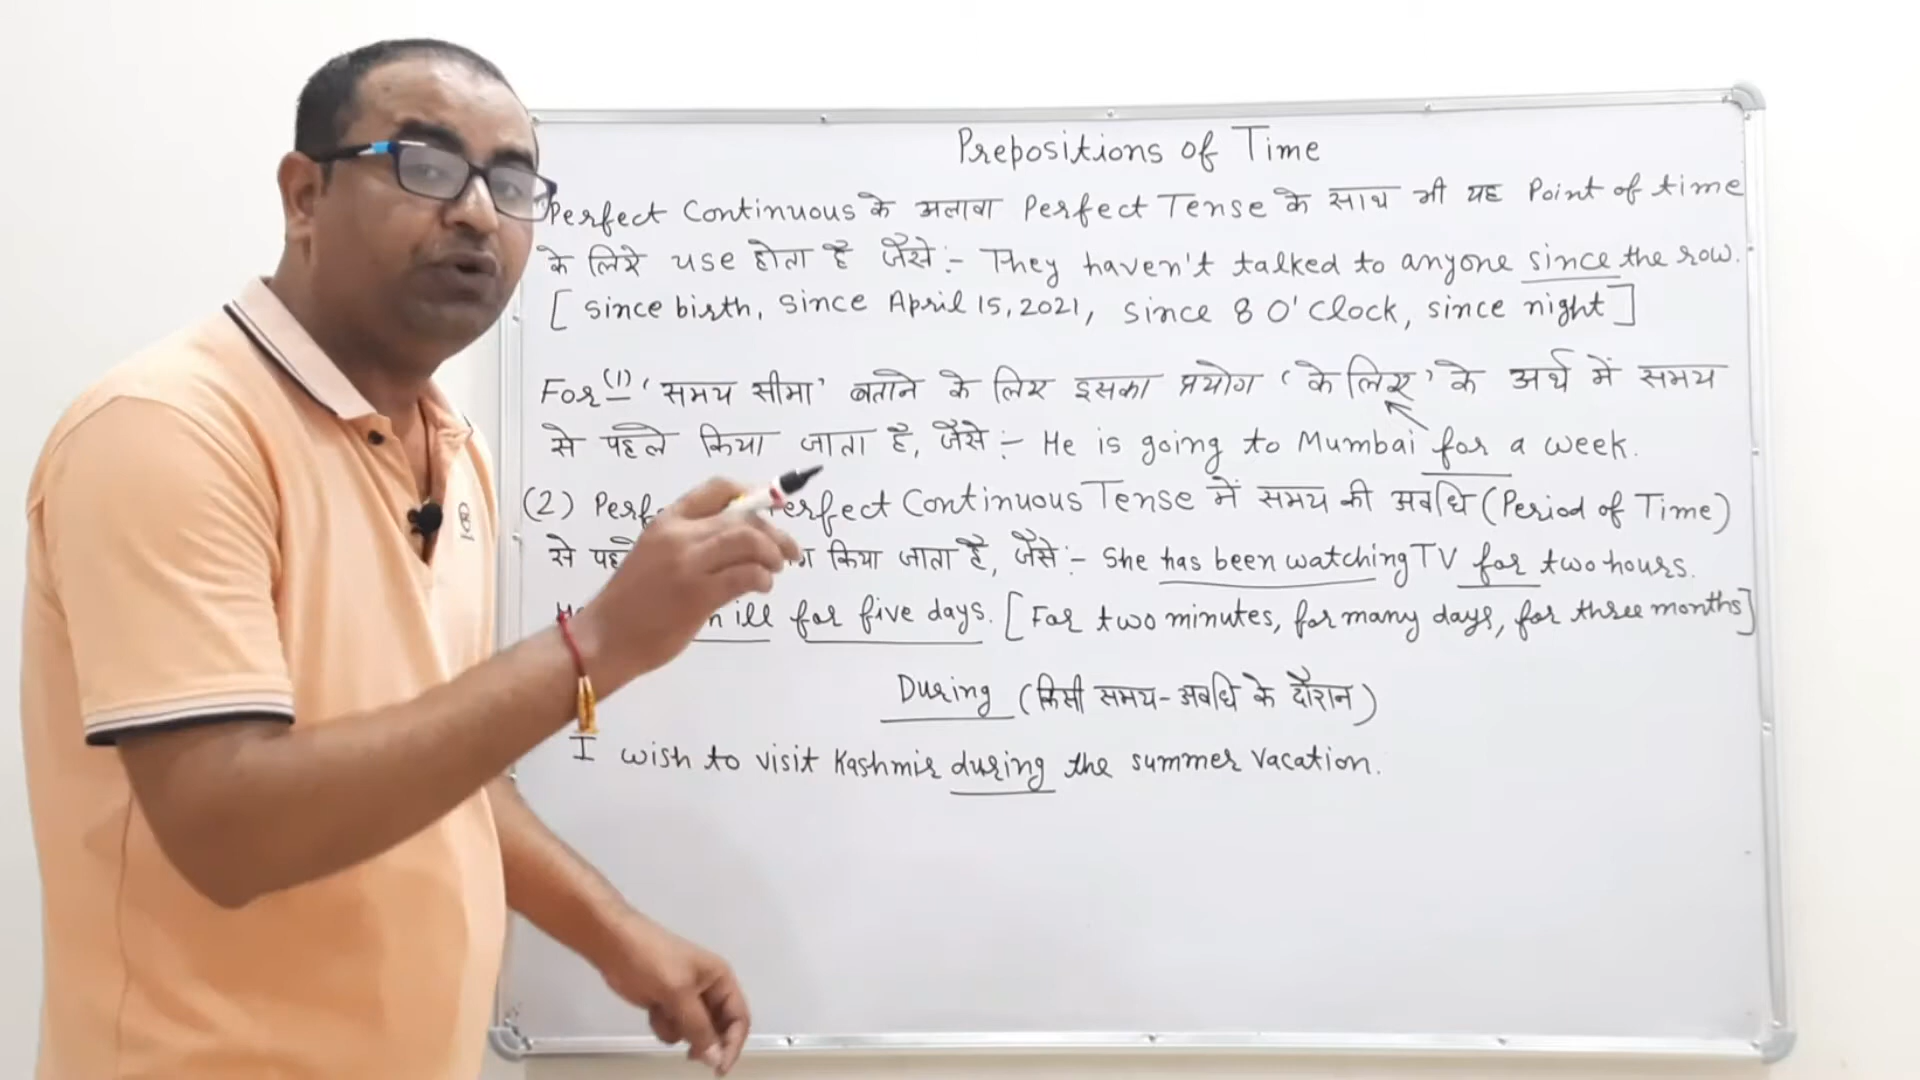 Prepositions of Time
Perfect Continuous के अलावा Perfect Tense के साथ भी यह Point of time
के लिये use होता है जैसे :- They haven't talked to anyone since the row.
[ since birth, since April 15, 2021, since 8 O'Clock, since night ]
For (1) 'समय सीमा' बताने के लिए इसका प्रयोग 'के लिए' के अर्थ में समय
से पहले किया जाता है, जैसे :- He is going to Mumbai for a week.
(2) Perfect Continuous Tense में समय की अवधि (Period of Time)
से किया जाता है, जैसे :- She has been watching TV for two hours.
ill for five days. [For two minutes, for many days, for three months]
During (किसी समय-अवधि के दौरान)
I wish to visit Kashmir during the summer vacation.